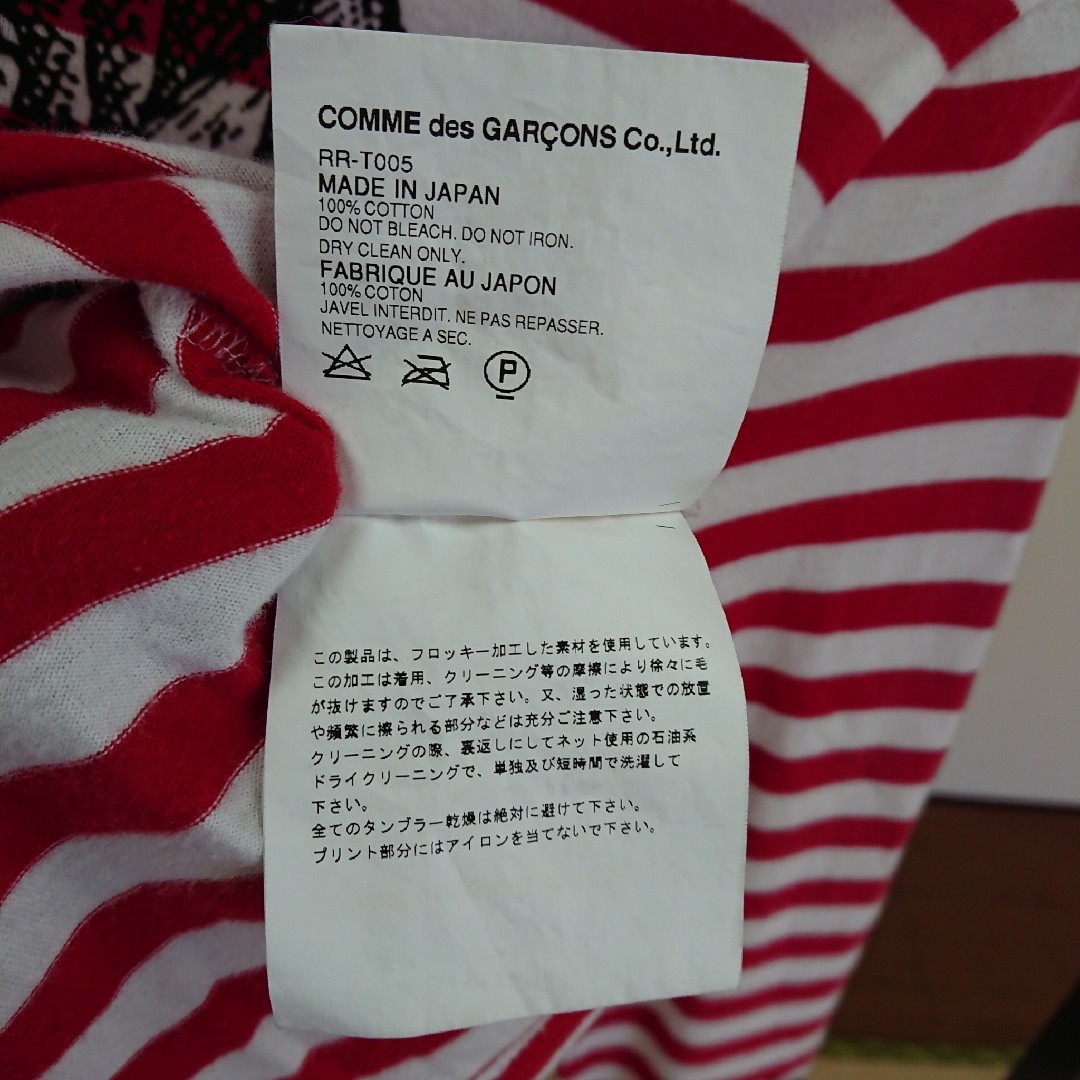 COMME des GARÇONS Co.,Ltd.
RR-T005
MADE IN JAPAN
100% COTTON
DO NOT BLEACH. DO NOT IRON.
DRY CLEAN ONLY.
FABRIQUE AU JAPON
100% COTON
JAVEL INTERDIT. NE PAS REPASSER.
NETTOYAGE A SEC.
P
この製品は、フロッキー加工した素材を使用しています。
この加工は着用、クリーニング等の摩擦により徐々に毛
が抜けますのでご了承下さい。又、湿った状態での放置
や頻繁に擦られる部分などは充分ご注意下さい。
クリーニングの際、裏返しにしてネット使用の石油系
ドライクリーニングで、単独及び短時間で洗濯して
下さい。
全てのタンブラー乾燥は絶対に避けて下さい。
プリント部分にはアイロンを当てないで下さい。